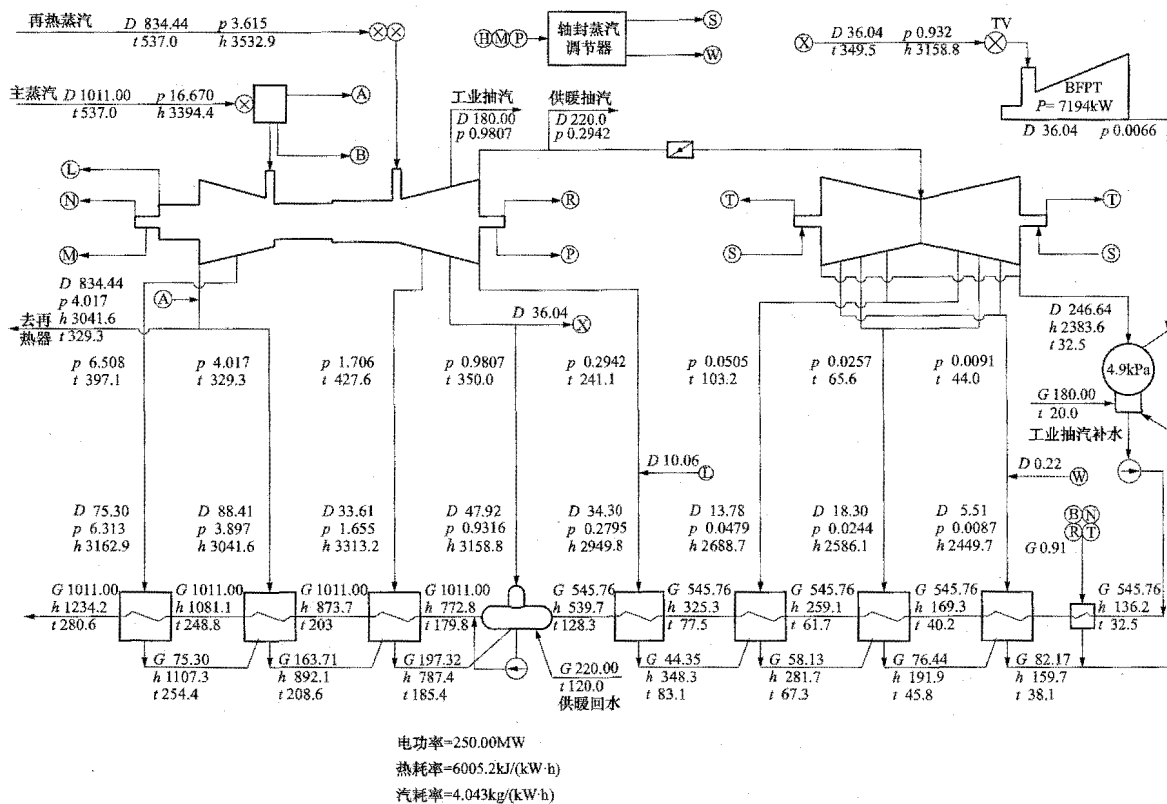 再热蒸汽 D 834.44 p 3.615
t 537.0 h 3532.9
主蒸汽 D 1011.00 p 16.670
t 537.0 h 3394.4
Ⓐ
Ⓑ
Ⓗ Ⓜ Ⓟ
轴封蒸汽
调节器
Ⓢ
Ⓦ
Ⓧ D 36.04 p 0.932 TV
t 349.5 h 3158.8
BFPT
P= 7194kW
D 36.04 p 0.0066
工业抽汽
D 180.00
p 0.9807
供暖抽汽
D 220.0
p 0.2942
Ⓛ
Ⓝ
Ⓜ
Ⓡ
Ⓟ
Ⓣ
Ⓢ
Ⓣ
Ⓢ
D 834.44
p 4.017
h 3041.6
t 329.3
去再
热器
Ⓐ
D 36.04 Ⓧ
D 246.64
h 2383.6
t 32.5
4.9kPa
p 6.508
t 397.1
p 4.017
t 329.3
p 1.706
t 427.6
p 0.9807
t 350.0
p 0.2942
t 241.1
p 0.0505
t 103.2
p 0.0257
t 65.6
p 0.0091
t 44.0
G 180.00
t 20.0
工业抽汽补水
D 10.06 Ⓛ
D 0.22 Ⓦ
D 75.30
p 6.313
h 3162.9
D 88.41
p 3.897
h 3041.6
D 33.61
p 1.655
h 3313.2
D 47.92
p 0.9316
h 3158.8
D 34.30
p 0.2795
h 2949.8
D 13.78
p 0.0479
h 2688.7
D 18.30
p 0.0244
h 2586.1
D 5.51
p 0.0087
h 2449.7
Ⓑ Ⓝ
Ⓡ Ⓣ
G 0.91
G 1011.00
h 1234.2
t 280.6
G 1011.00
h 1081.1
t 248.8
G 1011.00
h 873.7
t 203
G 1011.00
h 772.8
t 179.8
G 545.76
h 539.7
t 128.3
G 545.76
h 325.3
t 77.5
G 545.76
h 259.1
t 61.7
G 545.76
h 169.3
t 40.2
G 545.76
h 136.2
t 32.5
G 75.30
h 1107.3
t 254.4
G 163.71
h 892.1
t 208.6
G 197.32
h 787.4
t 185.4
G 220.00
t 120.0
供暖回水
G 44.35
h 348.3
t 83.1
G 58.13
h 281.7
t 67.3
G 76.44
h 191.9
t 45.8
G 82.17
h 159.7
t 38.1
电功率=250.00MW
热耗率=6005.2kJ/(kW·h)
汽耗率=4.043kg/(kW·h)